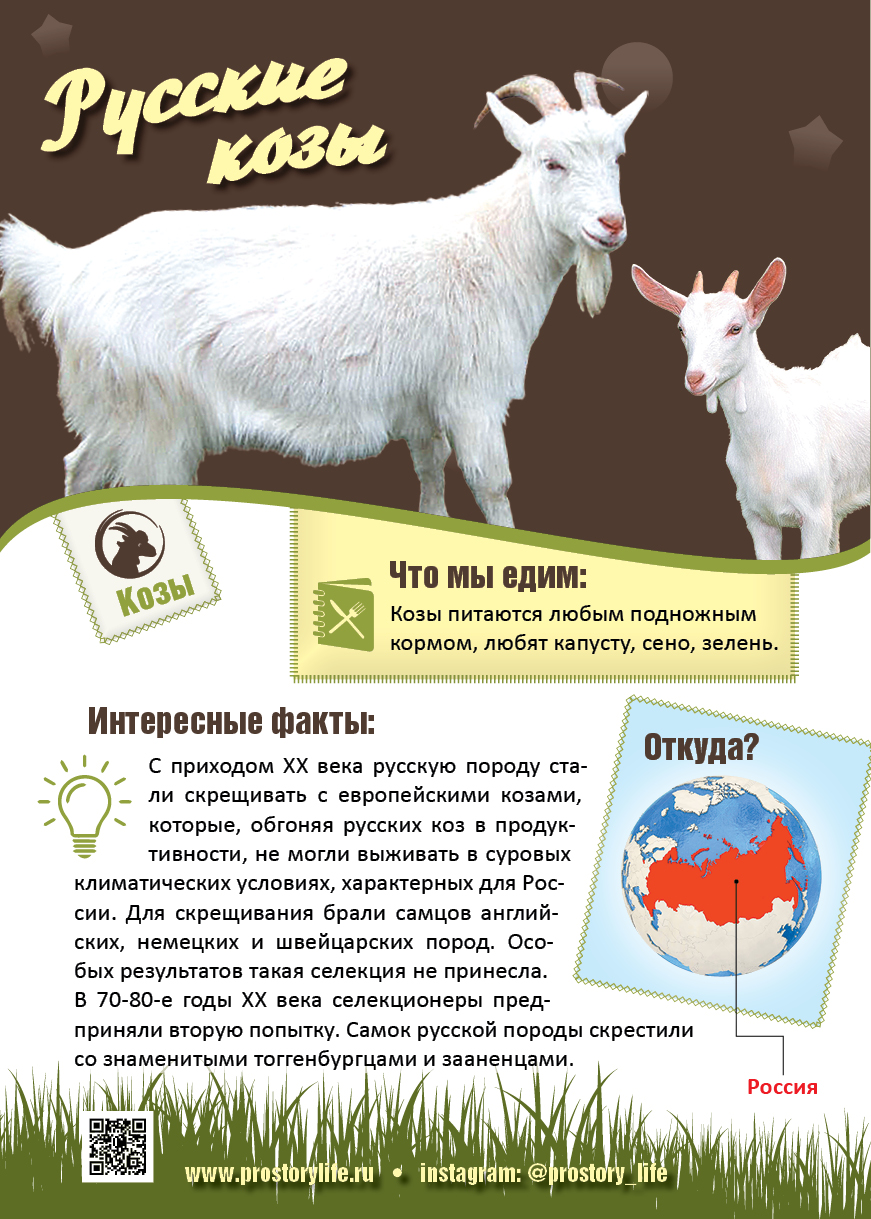 Русские
козы
Козы
Что мы едим:
Козы питаются любым подножным
кормом, любят капусту, сено, зелень.
Интересные факты:
С приходом XX века русскую породу ста-
ли скрещивать с европейскими козами,
которые, обгоняя русских коз в продук-
тивности, не могли выживать в суровых
климатических условиях, характерных для Рос-
сии. Для скрещивания брали самцов англий-
ских, немецких и швейцарских пород. Осо-
бых результатов такая селекция не принесла.
В 70-80-е годы XX века селекционеры пред-
приняли вторую попытку. Самок русской породы скрестили
со знаменитыми тоггенбургцами и зааненцами.
Откуда?
Россия
www.prostorylife.ru • instagram: @prostory_life